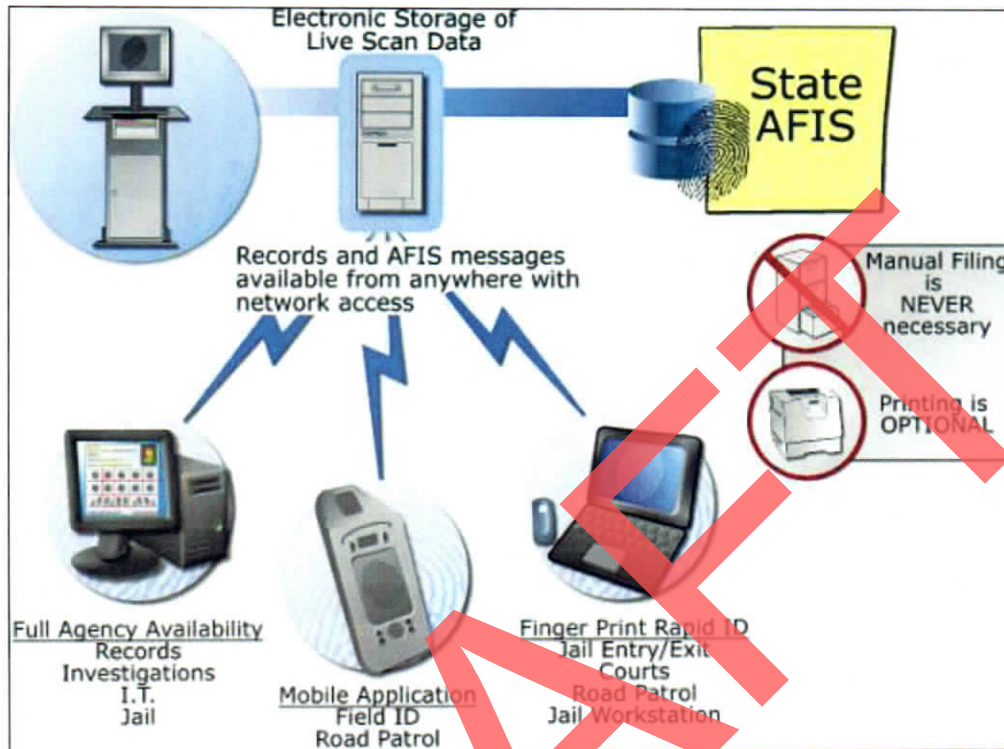 Electronic Storage of
Live Scan Data
State
AFIS
Records and AFIS messages
available from anywhere with
network access
Manual Filing
is
NEVER
necessary
Printing is
OPTIONAL
Full Agency Availability
Records
Investigations
I.T.
Jail
Mobile Application
Field ID
Road Patrol
Finger Print Rapid ID
Jail Entry/Exit
Courts
Road Patrol
Jail Workstation